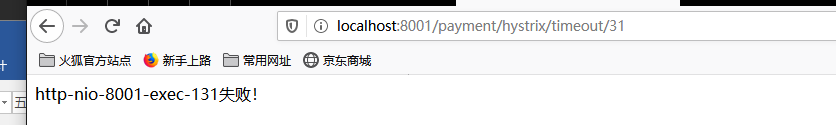 localhost:8001/payment/hystrix/timeout/31
火狐官方站点 新手上路 常用网址 京东商城
五
http-nio-8001-exec-131失败!